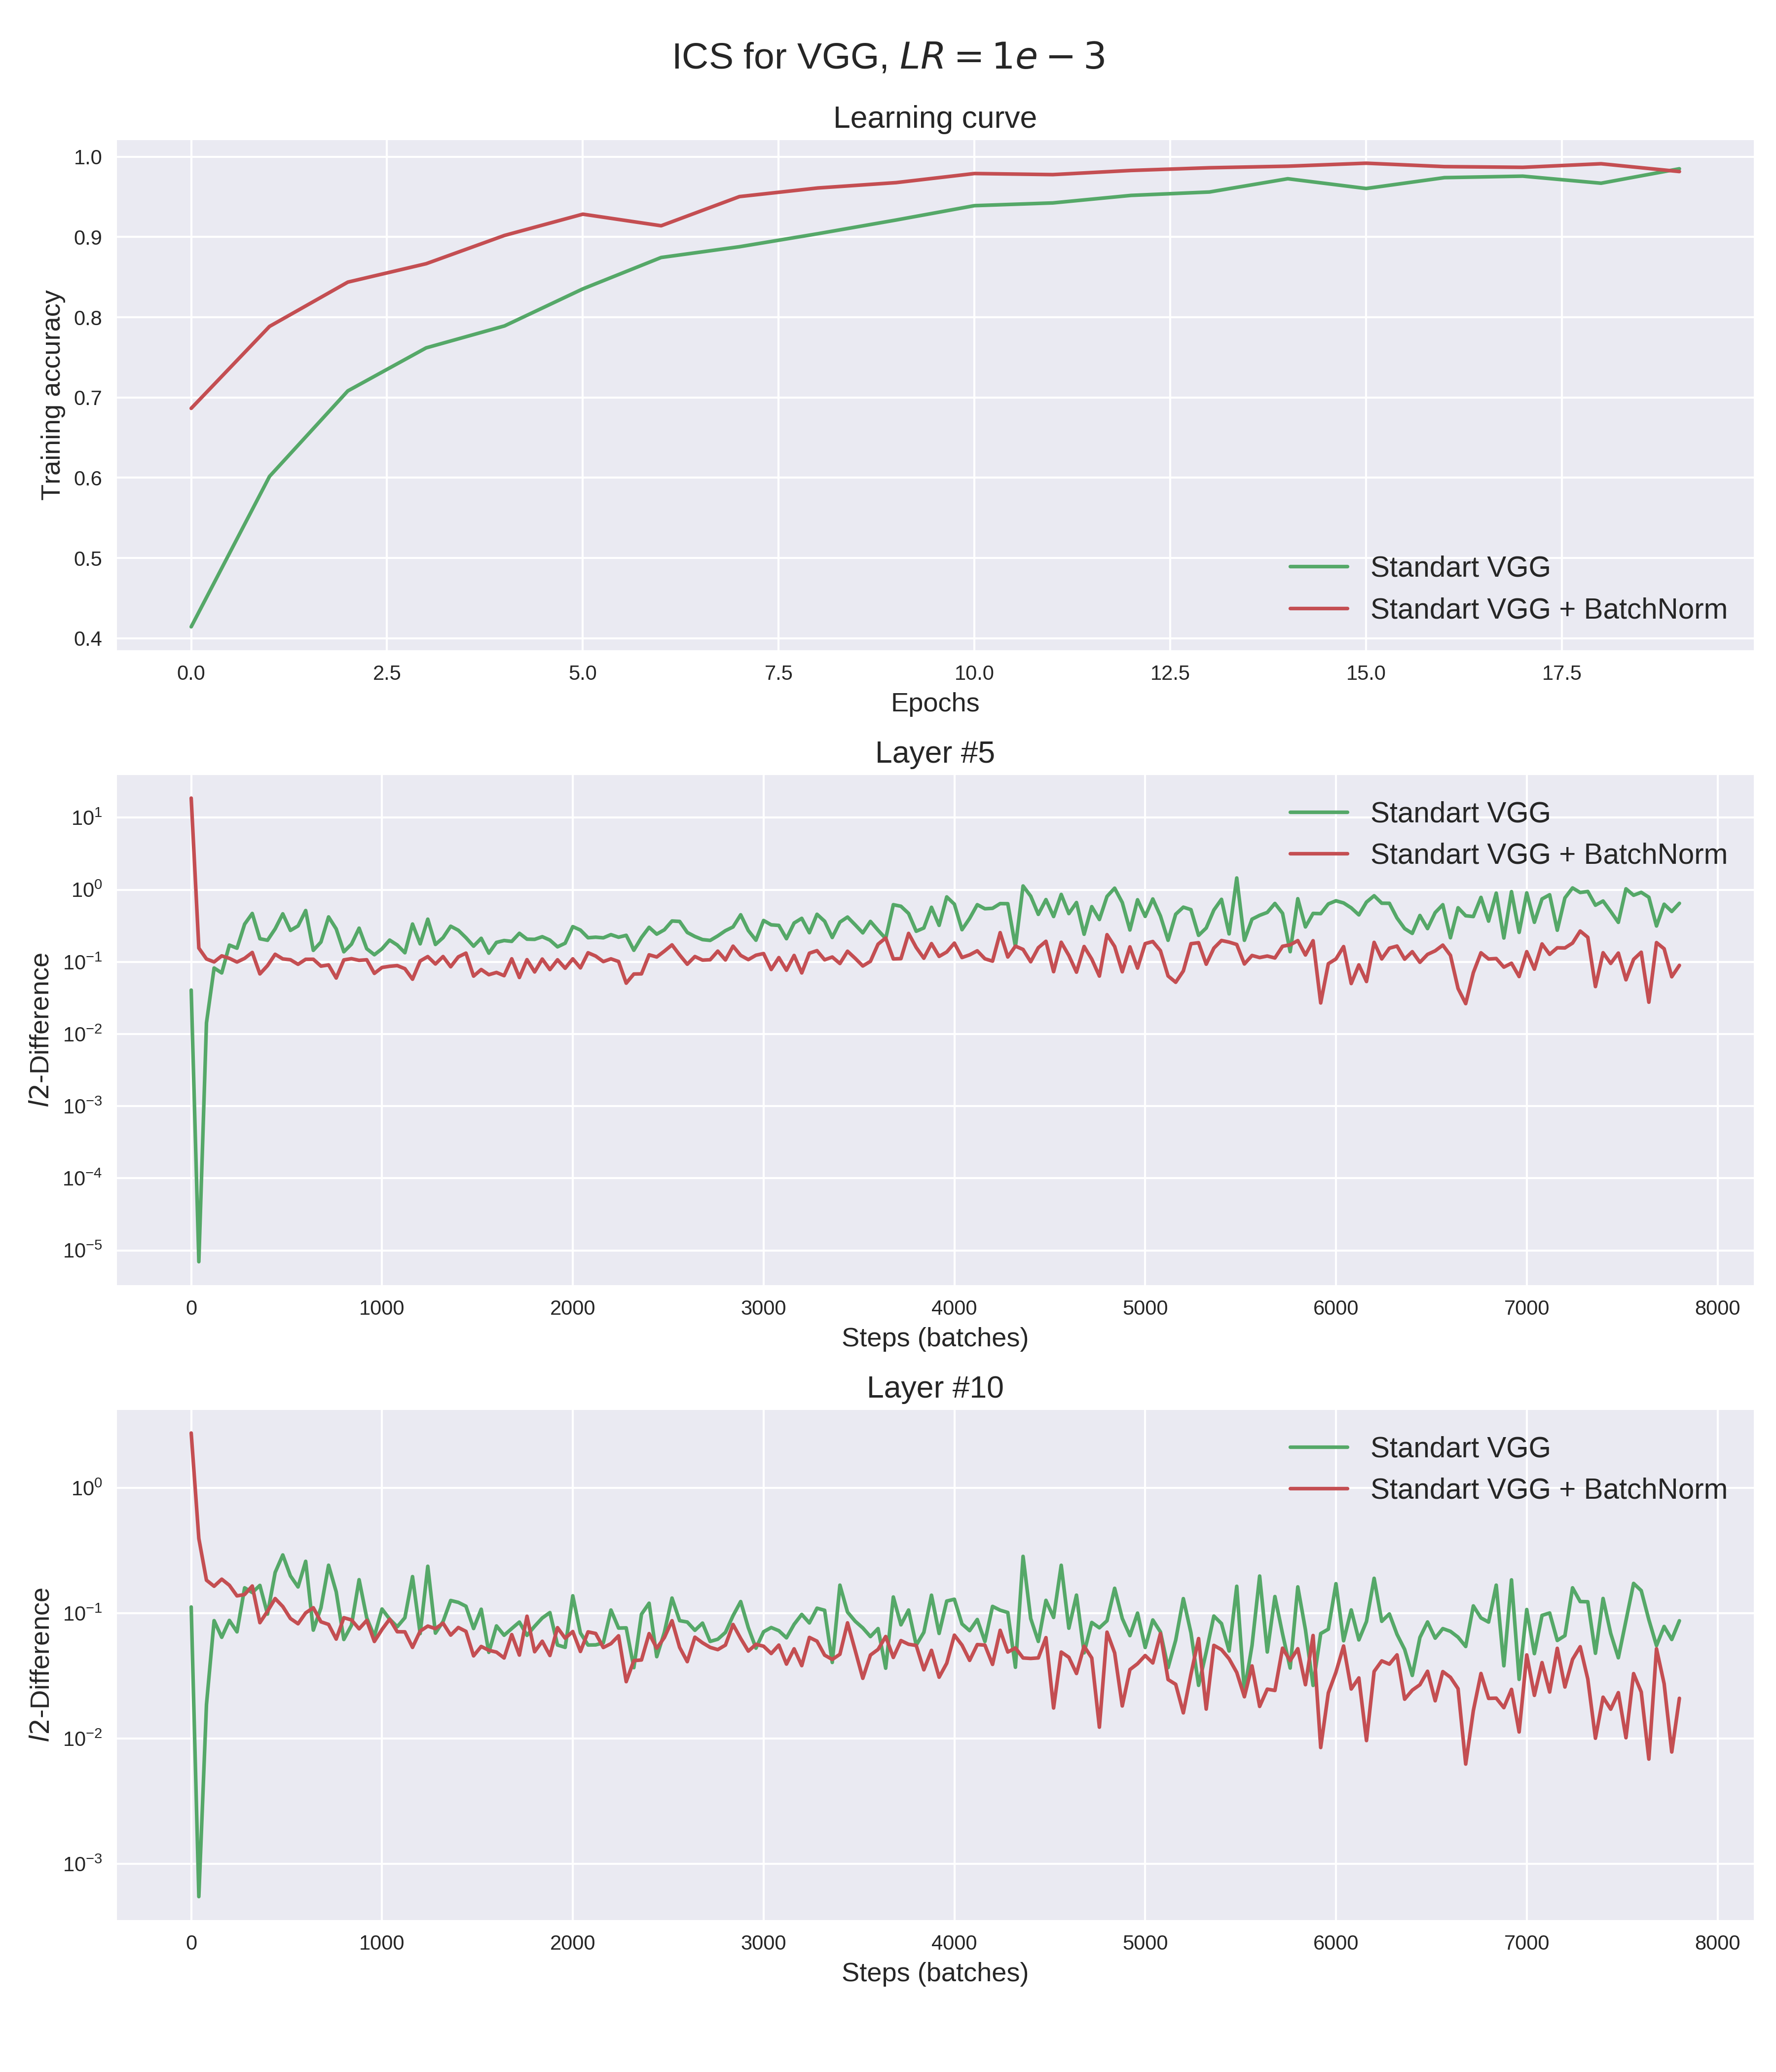 ICS for VGG, LR = 1e − 3
Learning curve
Training accuracy
1.0
0.9
0.8
0.7
0.6
0.5
0.4
Standart VGG
Standart VGG + BatchNorm
0.0 2.5 5.0 7.5 10.0 12.5 15.0 17.5
Epochs
Layer #5
l2-Difference
10¹
10⁰
10⁻¹
10⁻²
10⁻³
10⁻⁴
10⁻⁵
Standart VGG
Standart VGG + BatchNorm
0 1000 2000 3000 4000 5000 6000 7000 8000
Steps (batches)
Layer #10
l2-Difference
10⁰
10⁻¹
10⁻²
10⁻³
Standart VGG
Standart VGG + BatchNorm
0 1000 2000 3000 4000 5000 6000 7000 8000
Steps (batches)